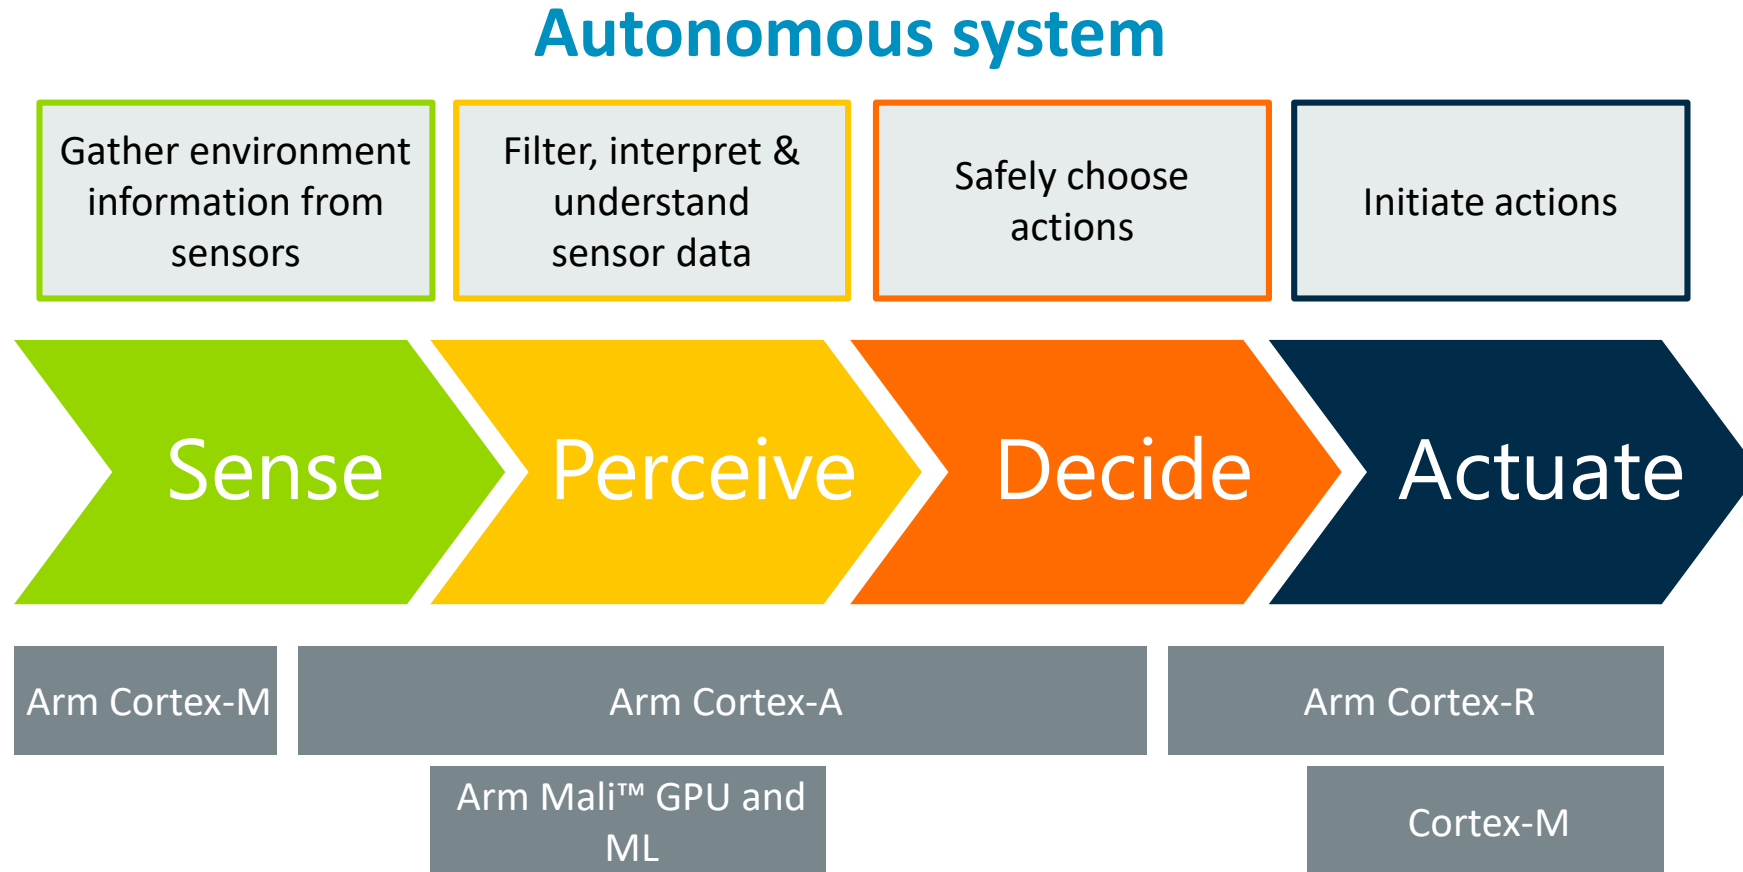 Autonomous system
Gather environment
information from
sensors
Filter, interpret &
understand
sensor data
Safely choose
actions
Initiate actions
Sense
Perceive
Decide
Actuate
Arm Cortex-M
Arm Cortex-A
Arm Cortex-R
Arm Mali™ GPU and
ML
Cortex-M